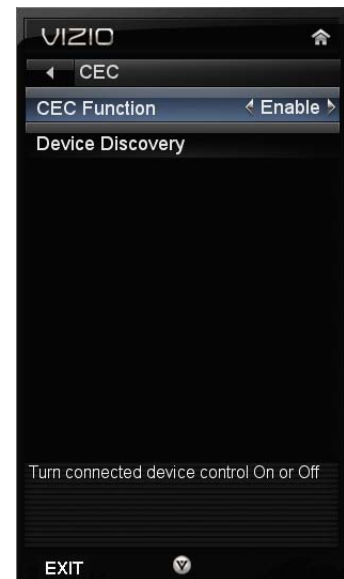 VIZIO
CEC
CEC Function Enable
Device Discovery
Turn connected device control On or Off
EXIT